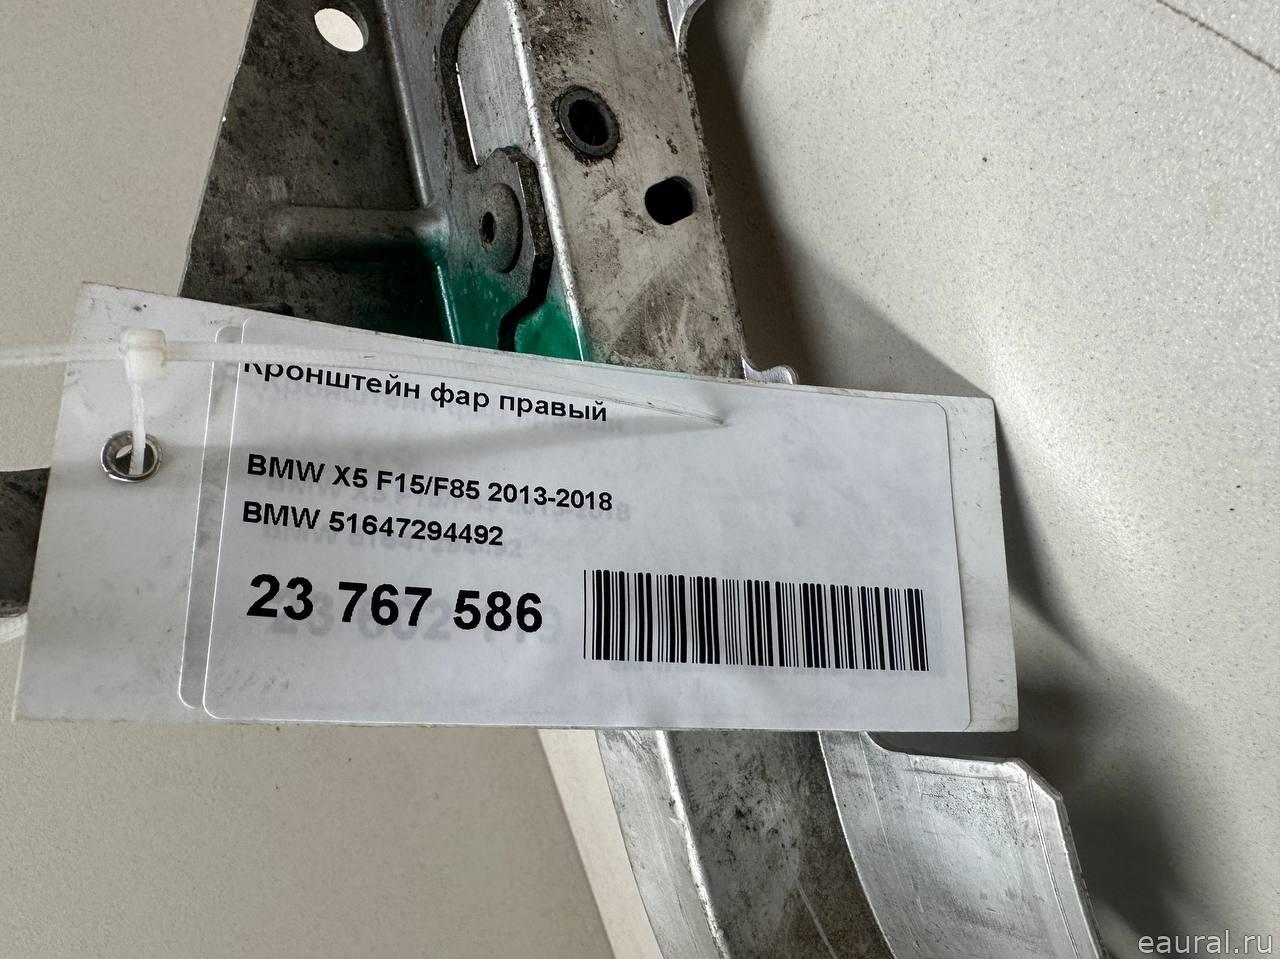 Кронштейн фар правый
BMW X5 F15/F85 2013-2018
BMW 51647294492
23 767 586
eaural.ru